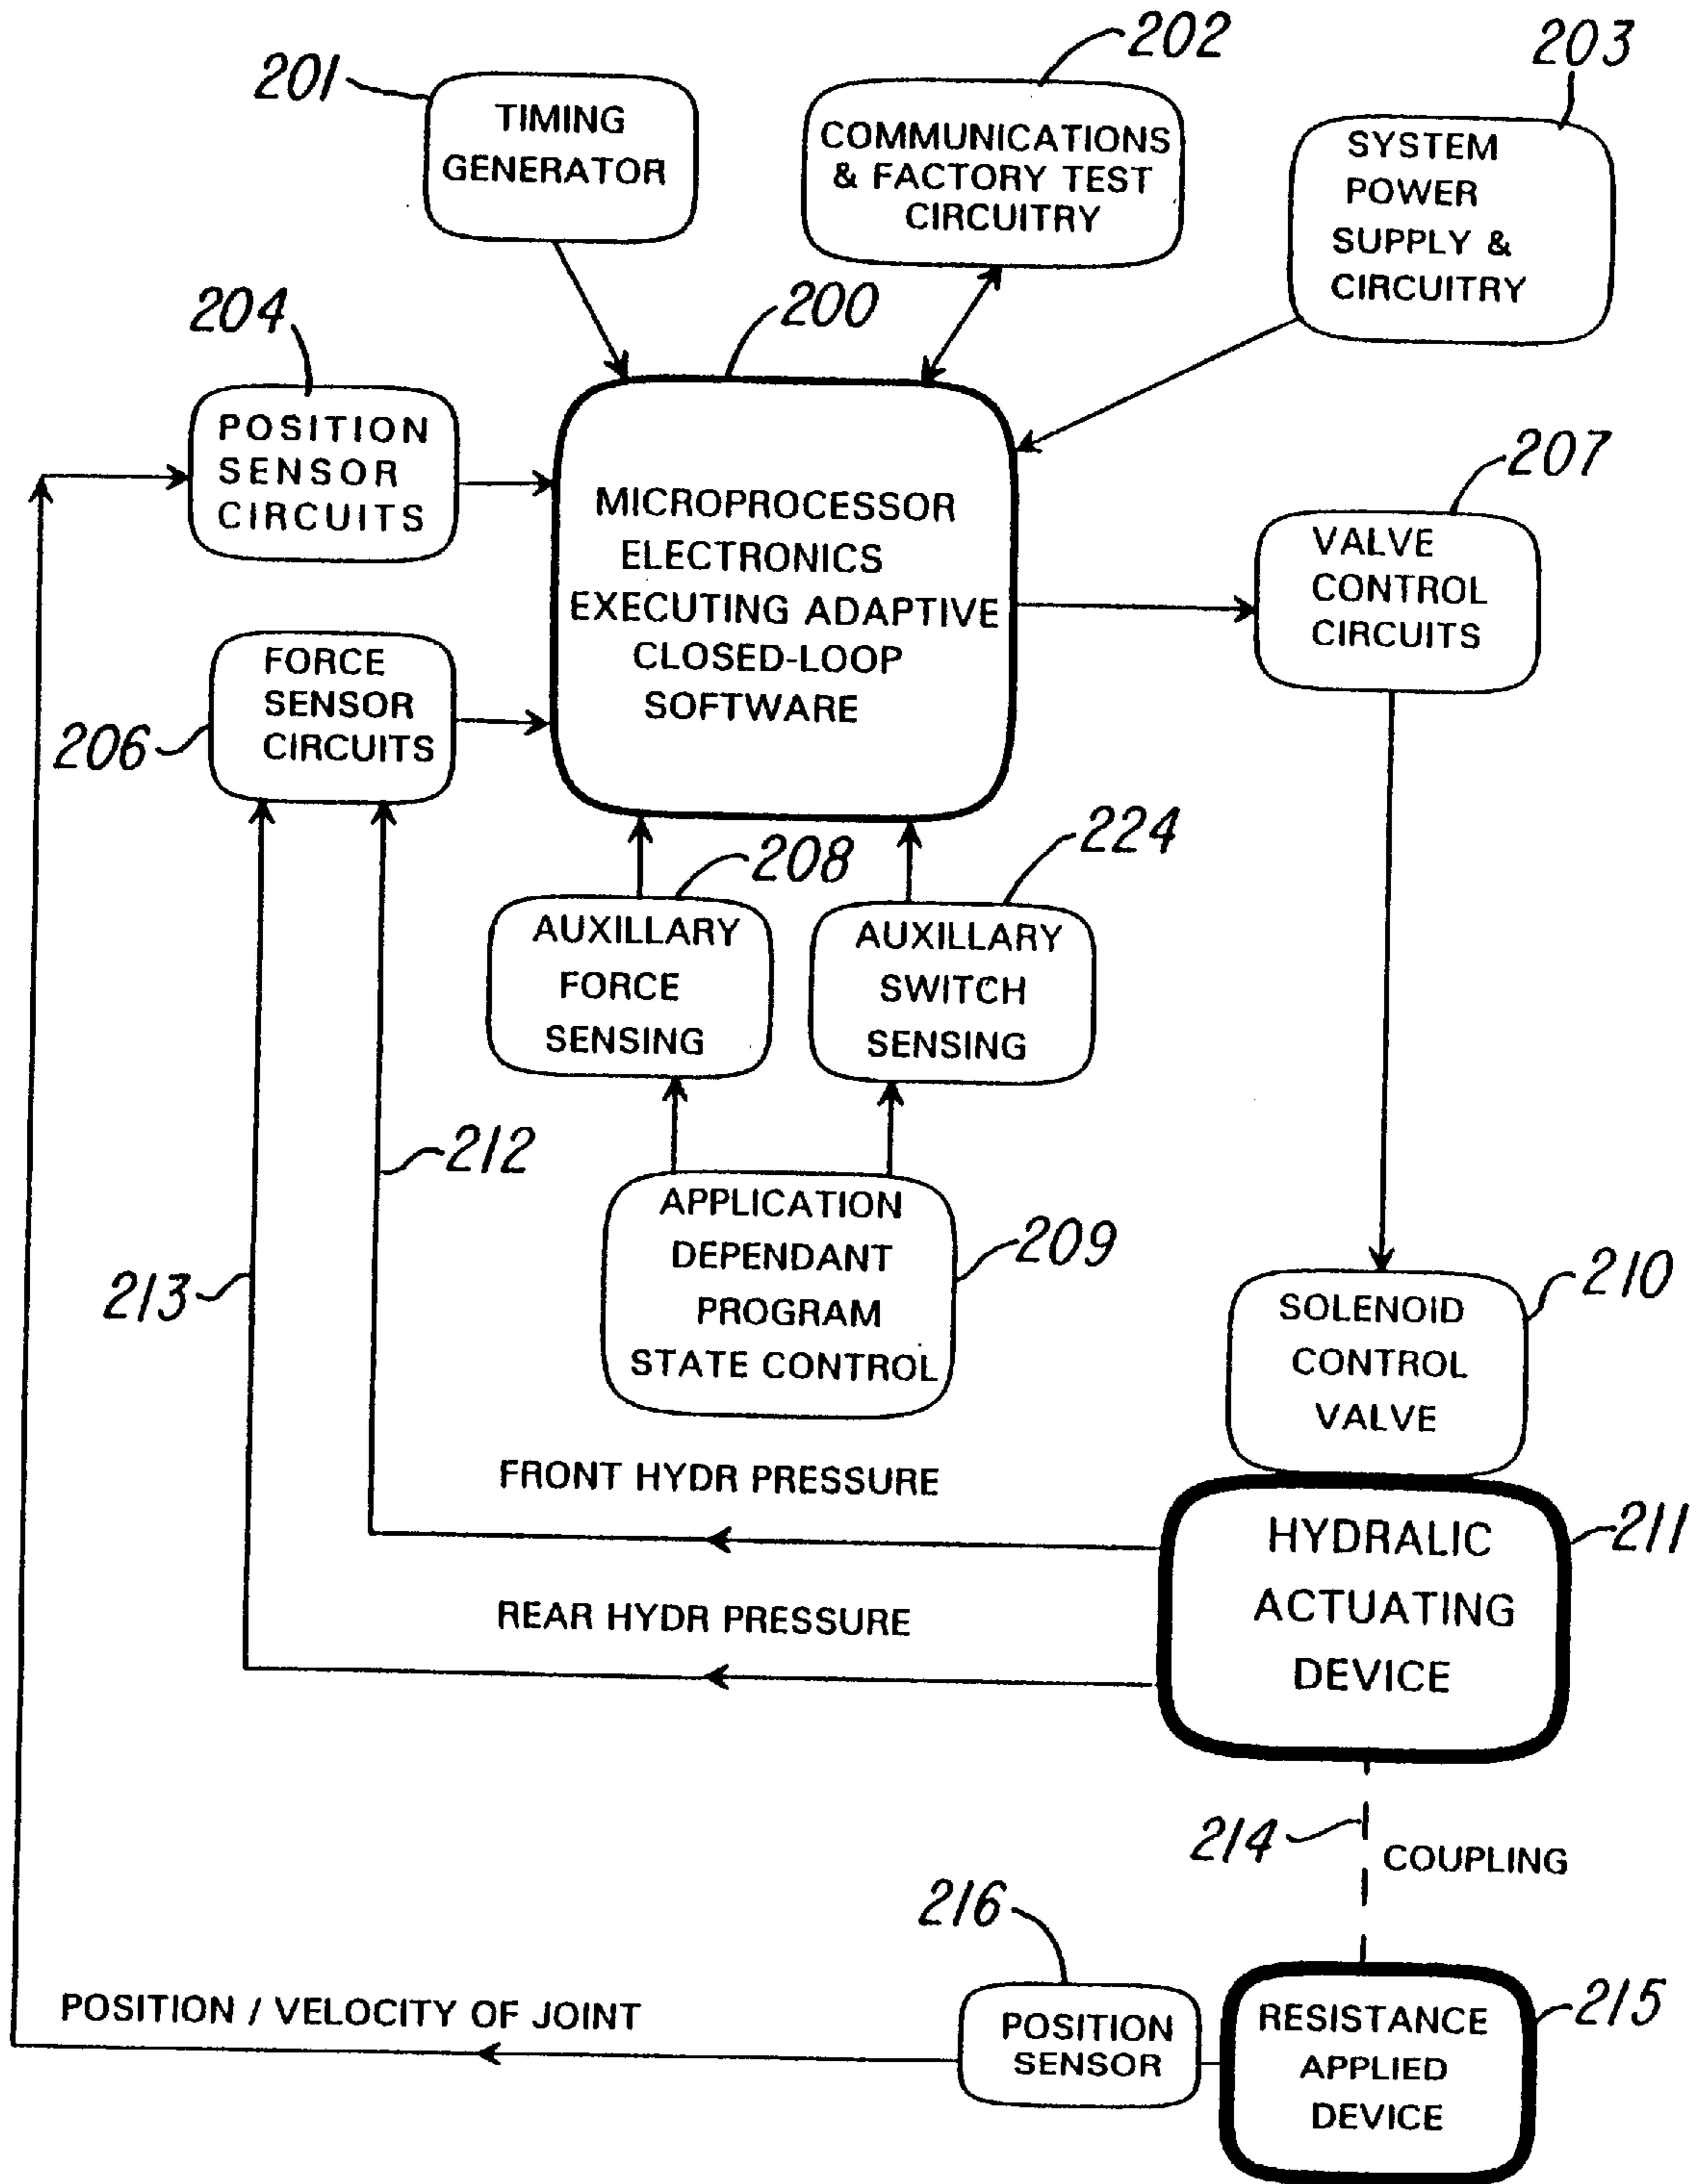 201
TIMING
GENERATOR
202
COMMUNICATIONS
& FACTORY TEST
CIRCUITRY
203
SYSTEM
POWER
SUPPLY &
CIRCUITRY
204
POSITION
SENSOR
CIRCUITS
200
MICROPROCESSOR
ELECTRONICS
EXECUTING ADAPTIVE
CLOSED-LOOP
SOFTWARE
207
VALVE
CONTROL
CIRCUITS
206
FORCE
SENSOR
CIRCUITS
208
AUXILLARY
FORCE
SENSING
224
AUXILLARY
SWITCH
SENSING
212
213
209
APPLICATION
DEPENDANT
PROGRAM
STATE CONTROL
210
SOLENOID
CONTROL
VALVE
FRONT HYDR PRESSURE
REAR HYDR PRESSURE
211
HYDRALIC
ACTUATING
DEVICE
214
COUPLING
216
POSITION
SENSOR
215
RESISTANCE
APPLIED
DEVICE
POSITION / VELOCITY OF JOINT